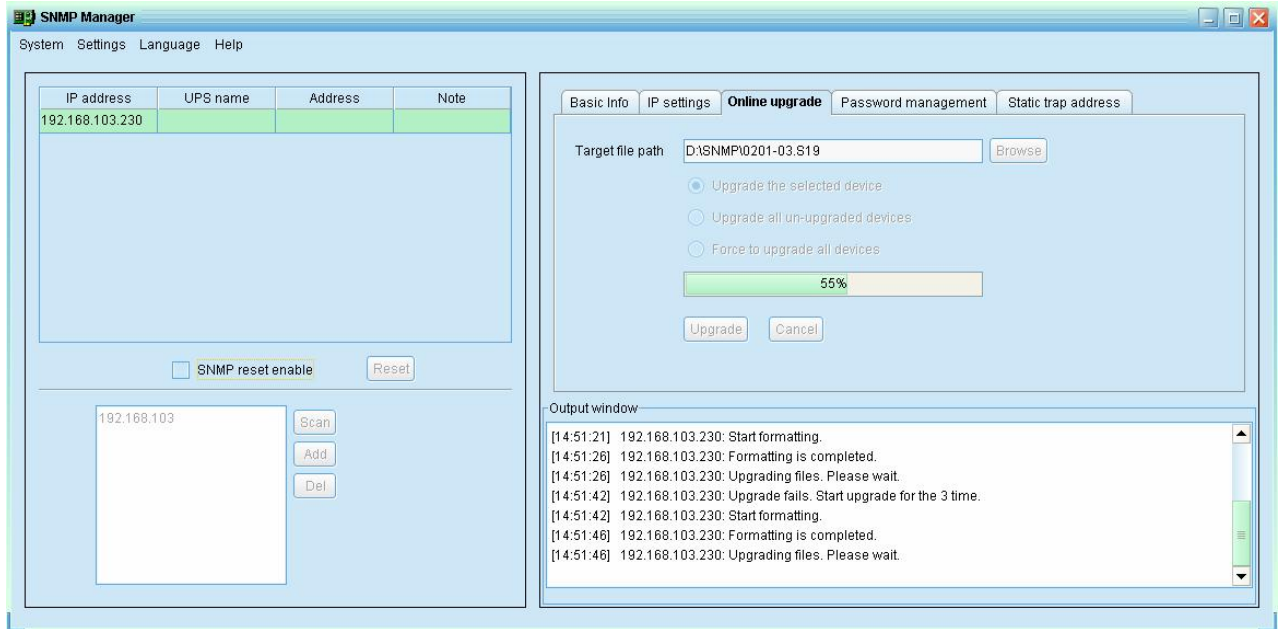 SNMP Manager
System Settings Language Help
IP address UPS name Address Note
192.168.103.230
SNMP reset enable Reset
192.168.103
Scan
Add
Del
Basic Info IP settings Online upgrade Password management Static trap address
Target file path D:\SNMP\0201-03.S19 Browse
Upgrade the selected device
Upgrade all un-upgraded devices
Force to upgrade all devices
55%
Upgrade Cancel
Output window
[14:51:21] 192.168.103.230: Start formatting.
[14:51:26] 192.168.103.230: Formatting is completed.
[14:51:26] 192.168.103.230: Upgrading files. Please wait.
[14:51:42] 192.168.103.230: Upgrade fails. Start upgrade for the 3 time.
[14:51:42] 192.168.103.230: Start formatting.
[14:51:46] 192.168.103.230: Formatting is completed.
[14:51:46] 192.168.103.230: Upgrading files. Please wait.